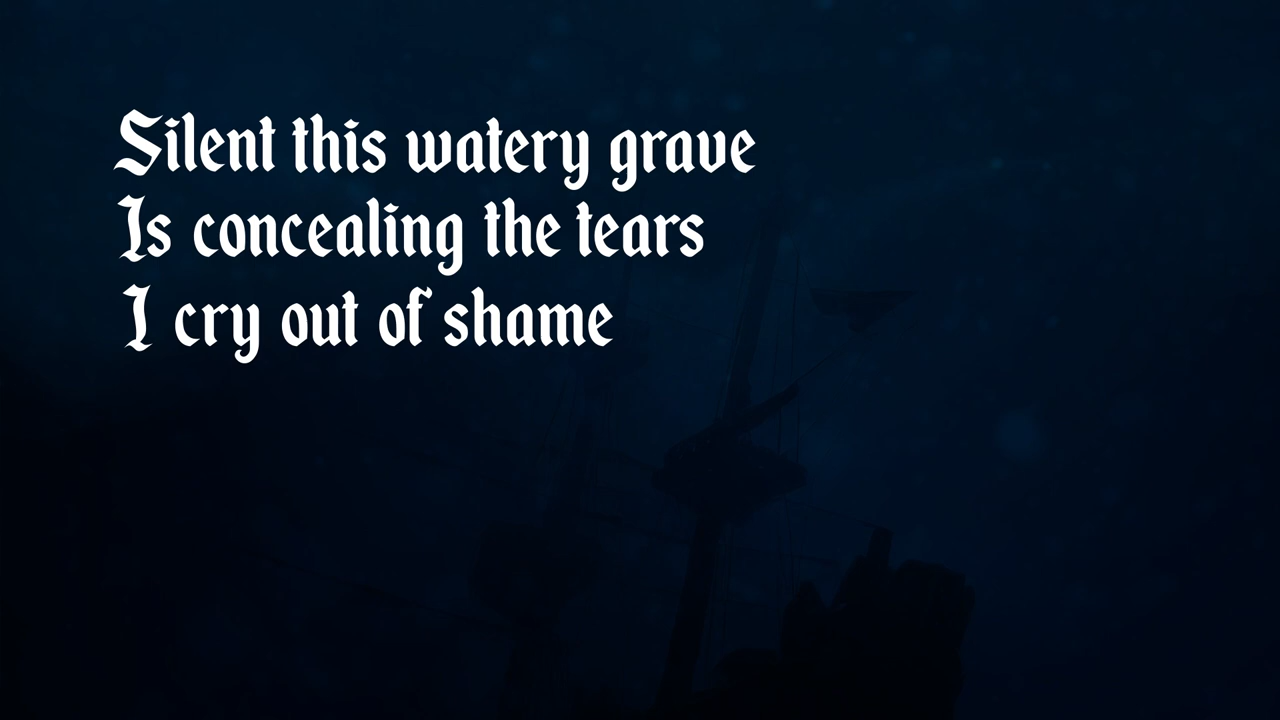 Silent this watery grave
Is concealing the tears
I cry out of shame